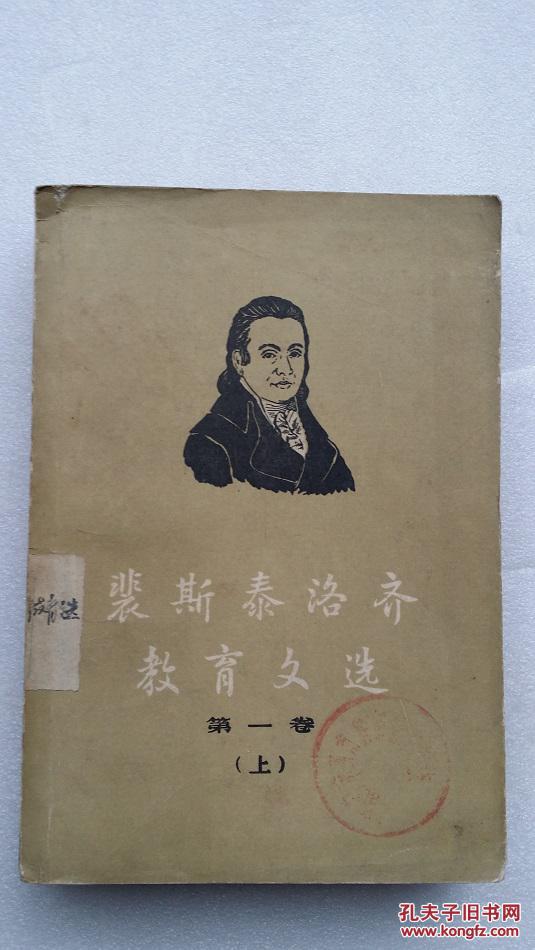 裴斯泰洛齐
教育文选
第一卷
（上）
孔夫子旧书网
www.kongfz.com